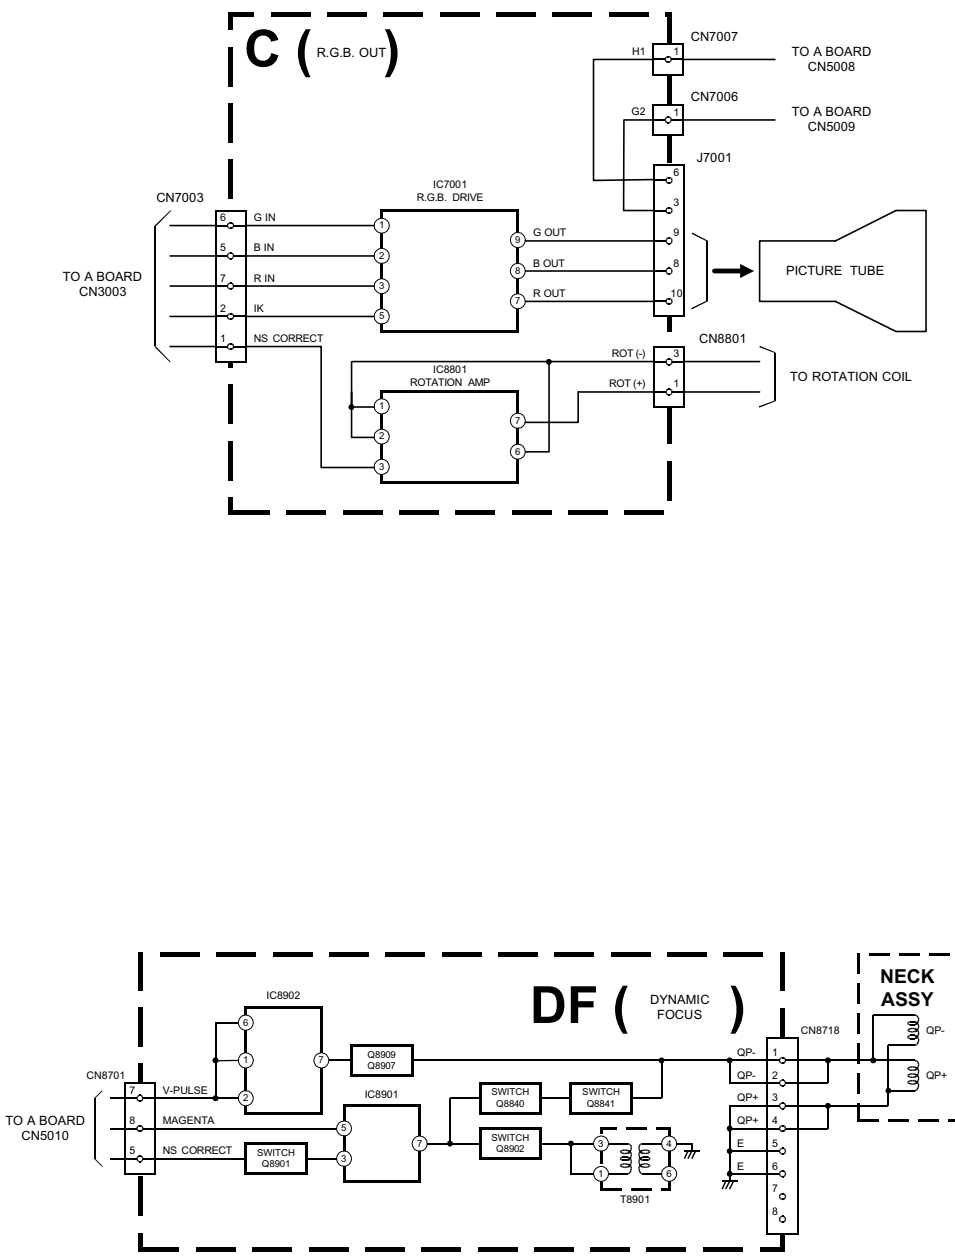 C ( R.G.B. OUT )
CN7007
H1 1
TO A BOARD
CN5008
CN7006
G2 1
TO A BOARD
CN5009
J7001
6
3
9
8
10
PICTURE TUBE
CN7003
6 G IN
5 B IN
7 R IN
2 IK
1 NS CORRECT
TO A BOARD
CN3003
IC7001
R.G.B. DRIVE
1
2
3
5
9 G OUT
8 B OUT
7 R OUT
CN8801
ROT (-) 3
ROT (+) 1
TO ROTATION COIL
IC8801
ROTATION AMP
1
2
3
7
6
DF ( DYNAMIC
FOCUS )
NECK
ASSY
QP-
QP+
CN8718
QP- 1
QP- 2
QP+ 3
QP+ 4
E 5
E 6
7
8
IC8902
6
1
2
7
Q8909
Q8907
CN8701
7 V-PULSE
8 MAGENTA
5 NS CORRECT
TO A BOARD
CN5010
SWITCH
Q8901
IC8901
5
3
7
SWITCH
Q8840
SWITCH
Q8841
SWITCH
Q8902
3
1
4
6
T8901